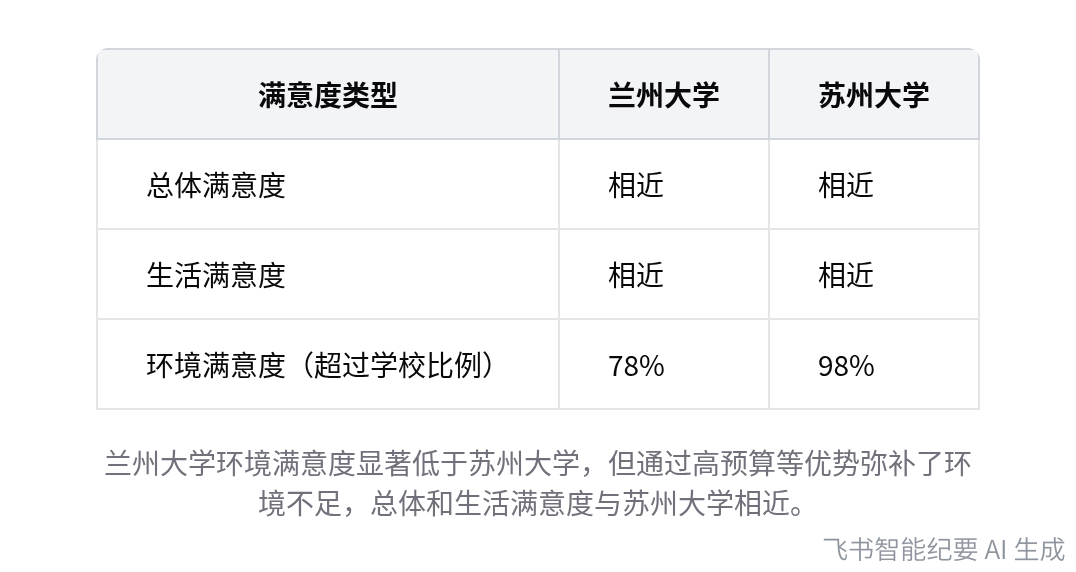 满意度类型 兰州大学 苏州大学
总体满意度 相近 相近
生活满意度 相近 相近
环境满意度（超过学校比例） 78% 98%
兰州大学环境满意度显著低于苏州大学，但通过高预算等优势弥补了环
境不足，总体和生活满意度与苏州大学相近。
飞书智能纪要 AI 生成